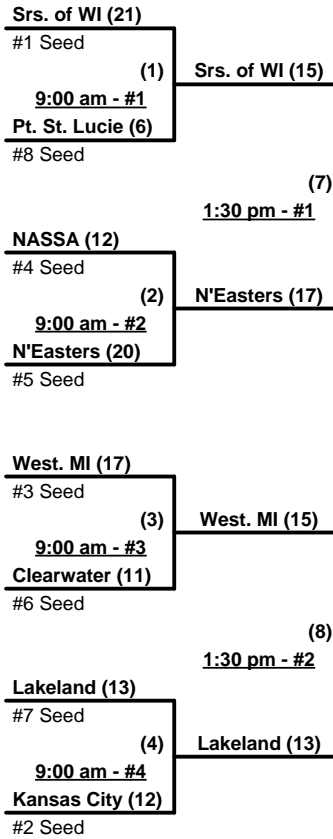 Srs. of WI (21)
#1 Seed
(1)
Srs. of WI (15)
9:00 am - #1
Pt. St. Lucie (6)
#8 Seed
(7)
1:30 pm - #1
NASSA (12)
#4 Seed
(2)
N'Easters (17)
9:00 am - #2
N'Easters (20)
#5 Seed
West. MI (17)
#3 Seed
(3)
West. MI (15)
9:00 am - #3
Clearwater (11)
#6 Seed
(8)
1:30 pm - #2
Lakeland (13)
#7 Seed
(4)
Lakeland (13)
9:00 am - #4
Kansas City (12)
#2 Seed